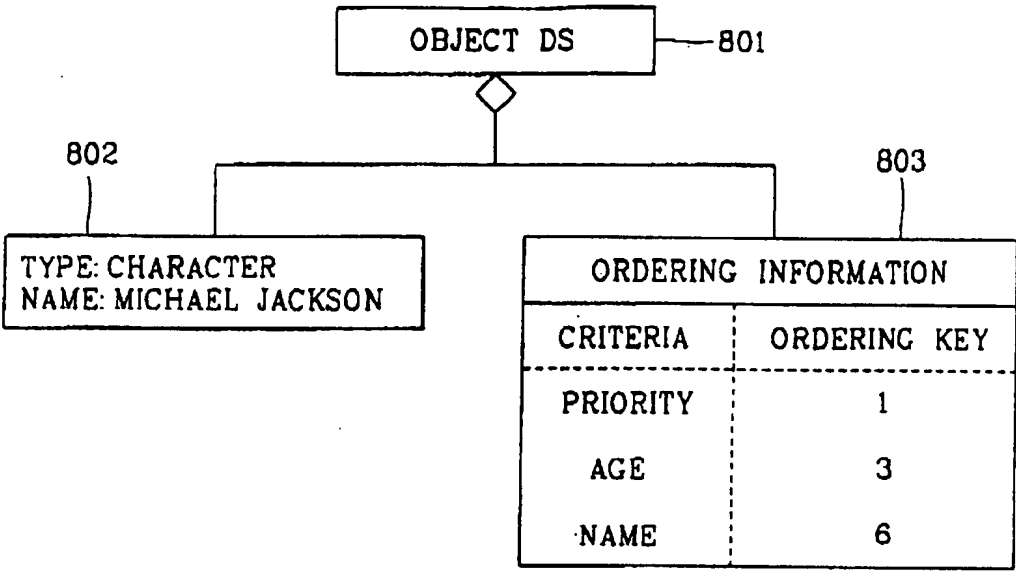 OBJECT DS
801
802
803
TYPE: CHARACTER
NAME: MICHAEL JACKSON
ORDERING INFORMATION
CRITERIA ORDERING KEY
PRIORITY 1
AGE 3
NAME 6